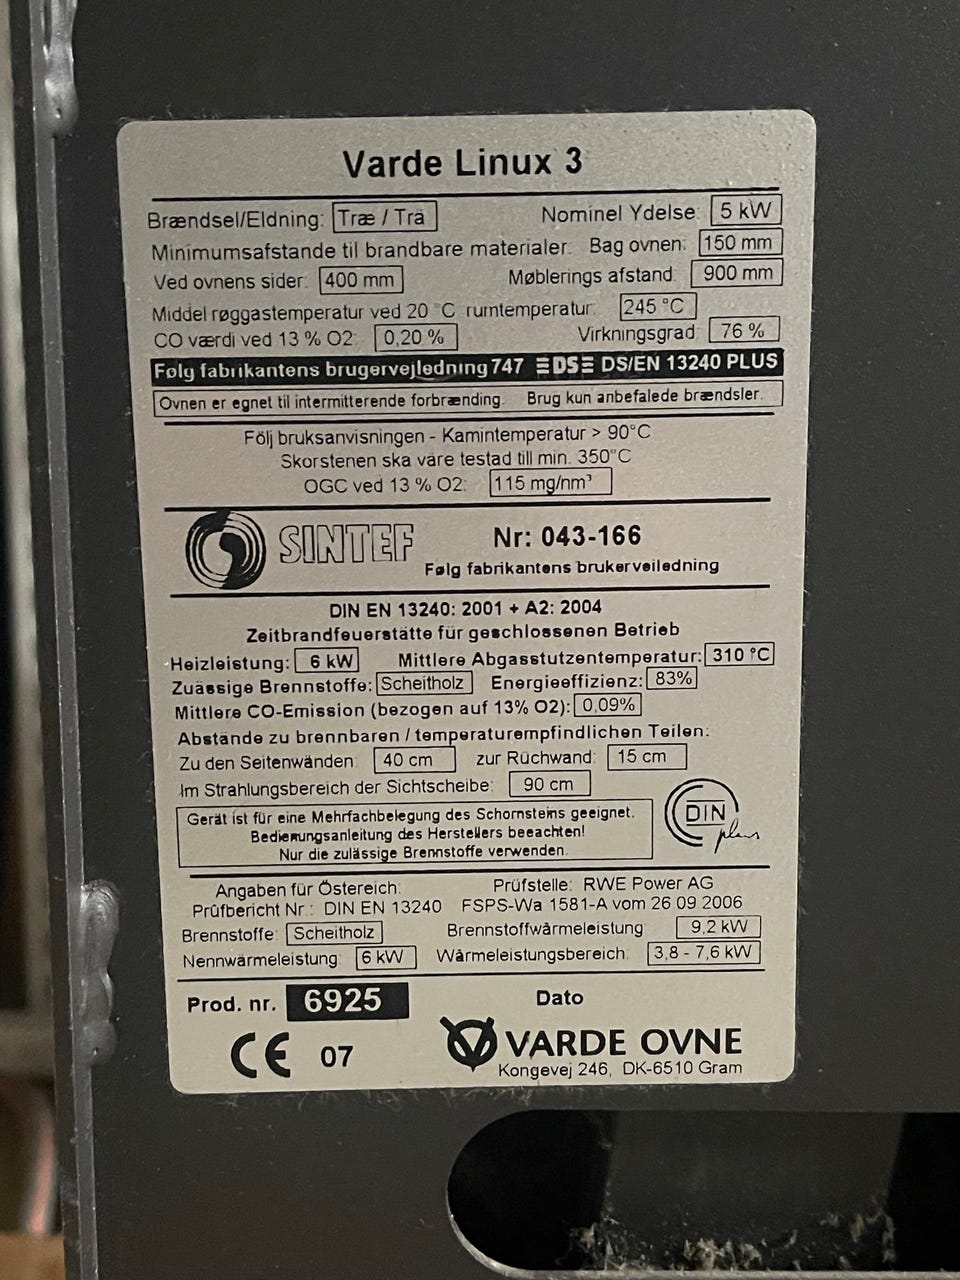 Varde Linux 3
Brændsel/Eldning: Træ / Trä Nominel Ydelse: 5 kW
Minimumsafstande til brandbare materialer: Bag ovnen: 150 mm
Ved ovnens sider: 400 mm Møblerings afstand: 900 mm
Middel røggastemperatur ved 20 °C rumtemperatur: 245 °C
CO værdi ved 13 % O2: 0,20 % Virkningsgrad: 76 %
Følg fabrikantens brugervejledning 747 DS DS/EN 13240 PLUS
Ovnen er egnet til intermitterende forbrænding. Brug kun anbefalede brændsler.
Följ bruksanvisningen - Kamintemperatur > 90°C
Skorstenen ska väre testad till min. 350°C
OGC ved 13 % O2: 115 mg/nm³
SINTEF Nr: 043-166
Følg fabrikantens brukerveiledning
DIN EN 13240: 2001 + A2: 2004
Zeitbrandfeuerstätte für geschlossenen Betrieb
Heizleistung: 6 kW Mittlere Abgasstutzentemperatur: 310 °C
Zuässige Brennstoffe: Scheitholz Energieeffizienz: 83%
Mittlere CO-Emission (bezogen auf 13% O2): 0,09%
Abstände zu brennbaren / temperaturempfindlichen Teilen:
Zu den Seitenwänden: 40 cm zur Rüchwand: 15 cm
Im Strahlungsbereich der Sichtscheibe: 90 cm
Gerät ist für eine Mehrfachbelegung des Schornsteins geeignet.
Bedienungsanleitung des Herstellers beeachten!
Nur die zulässige Brennstoffe verwenden.
DIN plus
Angaben für Östereich: Prüfstelle: RWE Power AG
Prüfbericht Nr.: DIN EN 13240 FSPS-Wa 1581-A vom 26 09 2006
Brennstoffe: Scheitholz Brennstoffwärmeleistung 9,2 kW
Nennwärmeleistung: 6 kW Wärmeleistungsbereich: 3,8 - 7,6 kW
Prod. nr. 6925 Dato
CE 07 VARDE OVNE
Kongevej 246, DK-6510 Gram